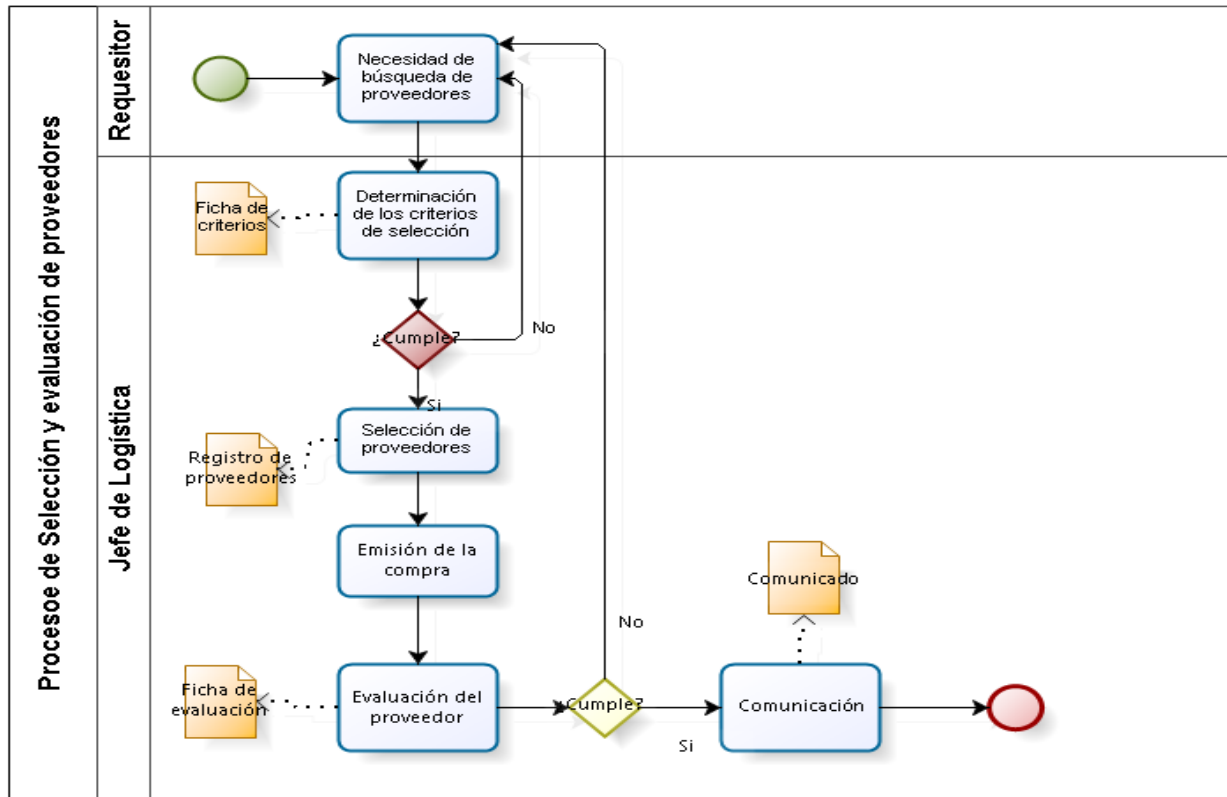 Procesoe de Selección y evaluación de proveedores
Requesitor
Necesidad de
búsqueda de
proveedores
Jefe de Logística
Determinación
de los criterios
de selección
Ficha de
criterios
¿Cumple?
No
Si
Selección de
proveedores
Registro de
proveedores
Emisión de la
compra
Evaluación del
proveedor
Ficha de
evaluación
¿Cumple?
No
Si
Comunicación
Comunicado